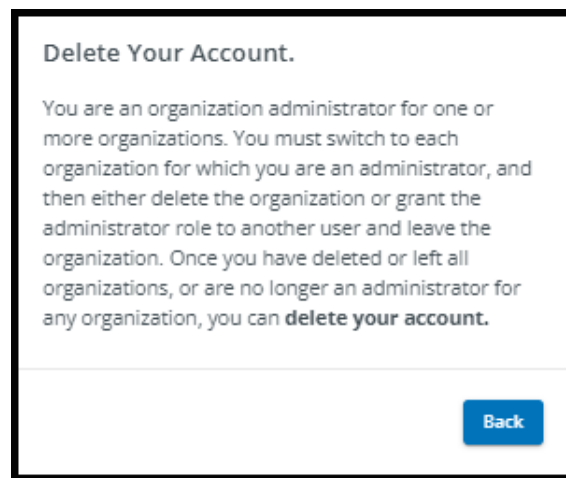 Delete Your Account.
You are an organization administrator for one or
more organizations. You must switch to each
organization for which you are an administrator, and
then either delete the organization or grant the
administrator role to another user and leave the
organization. Once you have deleted or left all
organizations, or are no longer an administrator for
any organization, you can delete your account.
Back